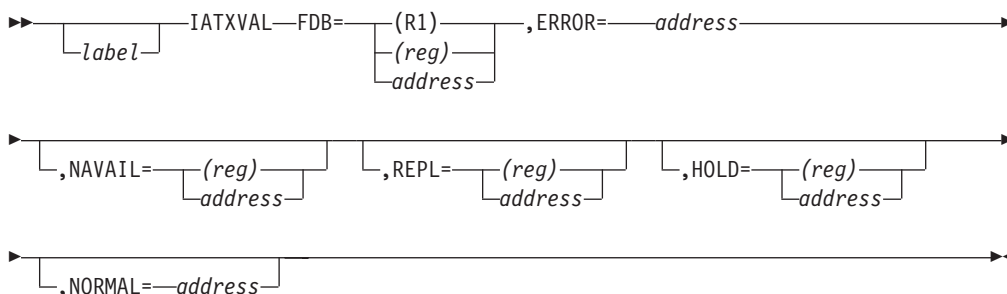 IATXVAL FDB= (R1) ,ERROR= address
label (reg)
address
,NAVAIL= (reg) ,REPL= (reg) ,HOLD= (reg)
address address address
,NORMAL= address